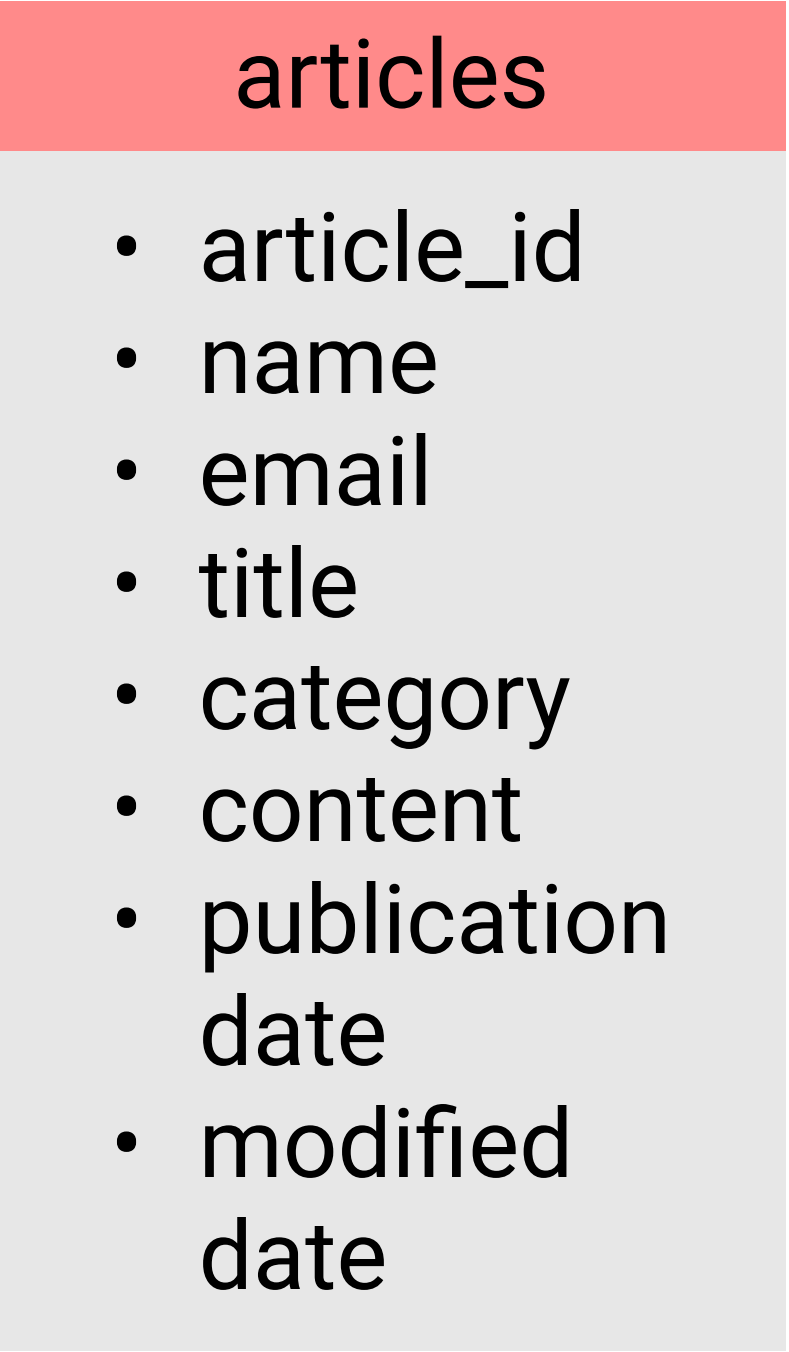 articles
• article_id
• name
• email
• title
• category
• content
• publication
date
• modified
date